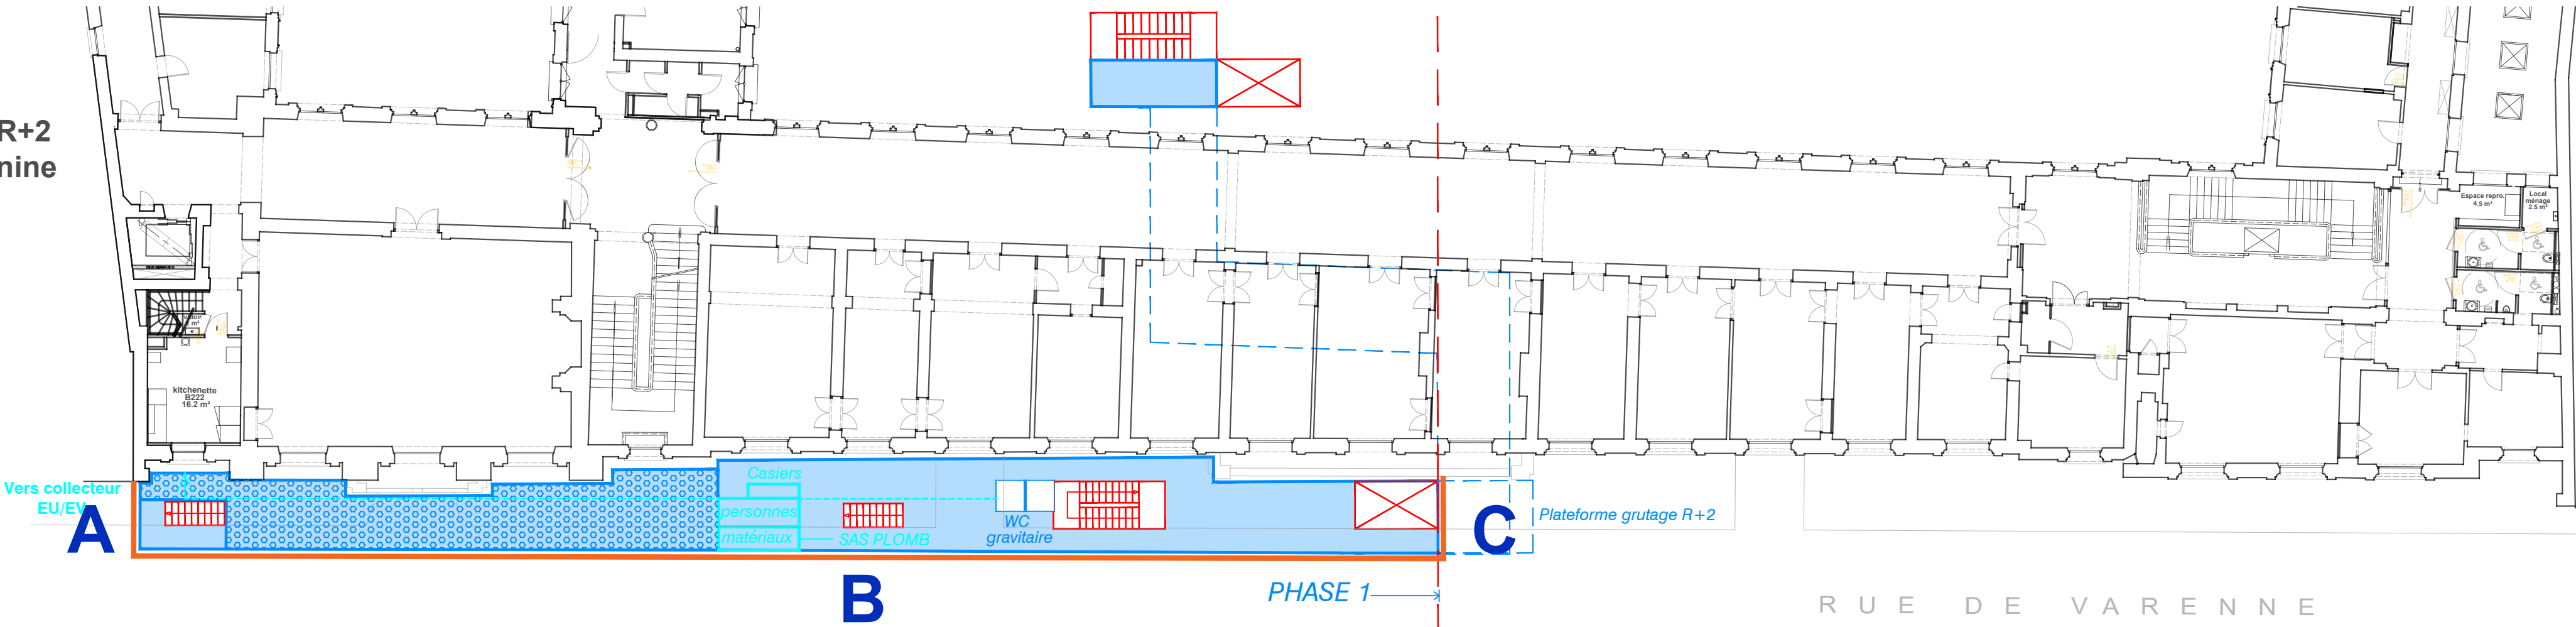 R+2
nine
Espace repro.
4.5 m²
Local
ménage
2.5 m²
kitchenette
B222
16.2 m²
Vers collecteur
EU/EV
A
Casiers
personnes
matériaux
SAS PLOMB
WC
gravitaire
C
Plateforme grutage R+2
B
PHASE 1
RUE DE VARENNE